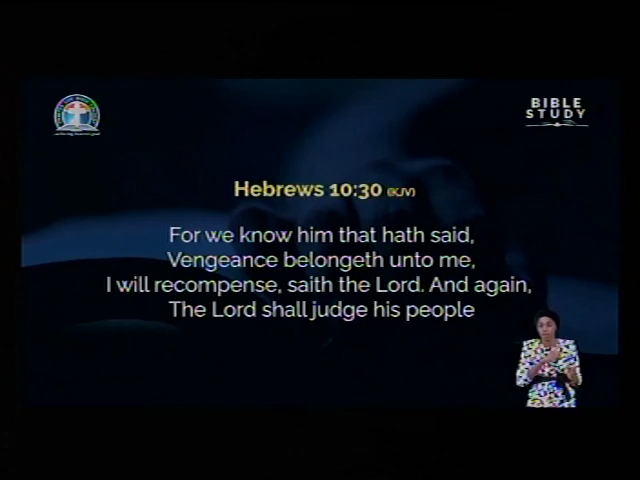 BIBLE
STUDY
Hebrews 10:30 (KJV)
For we know him that hath said,
Vengeance belongeth unto me,
I will recompense, saith the Lord. And again,
The Lord shall judge his people